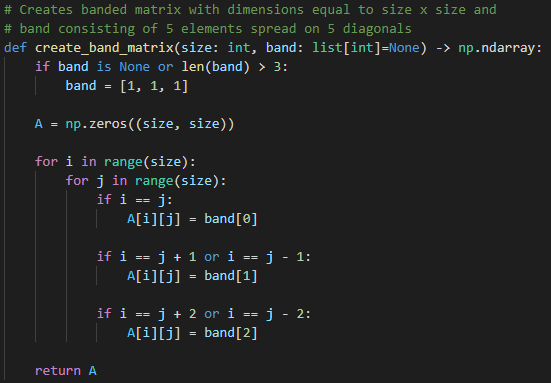 # Creates banded matrix with dimensions equal to size x size and
# band consisting of 5 elements spread on 5 diagonals
def create_band_matrix(size: int, band: list[int]=None) -> np.ndarray:
    if band is None or len(band) > 3:
        band = [1, 1, 1]

    A = np.zeros((size, size))

    for i in range(size):
        for j in range(size):
            if i == j:
                A[i][j] = band[0]

            if i == j + 1 or i == j - 1:
                A[i][j] = band[1]

            if i == j + 2 or i == j - 2:
                A[i][j] = band[2]

    return A